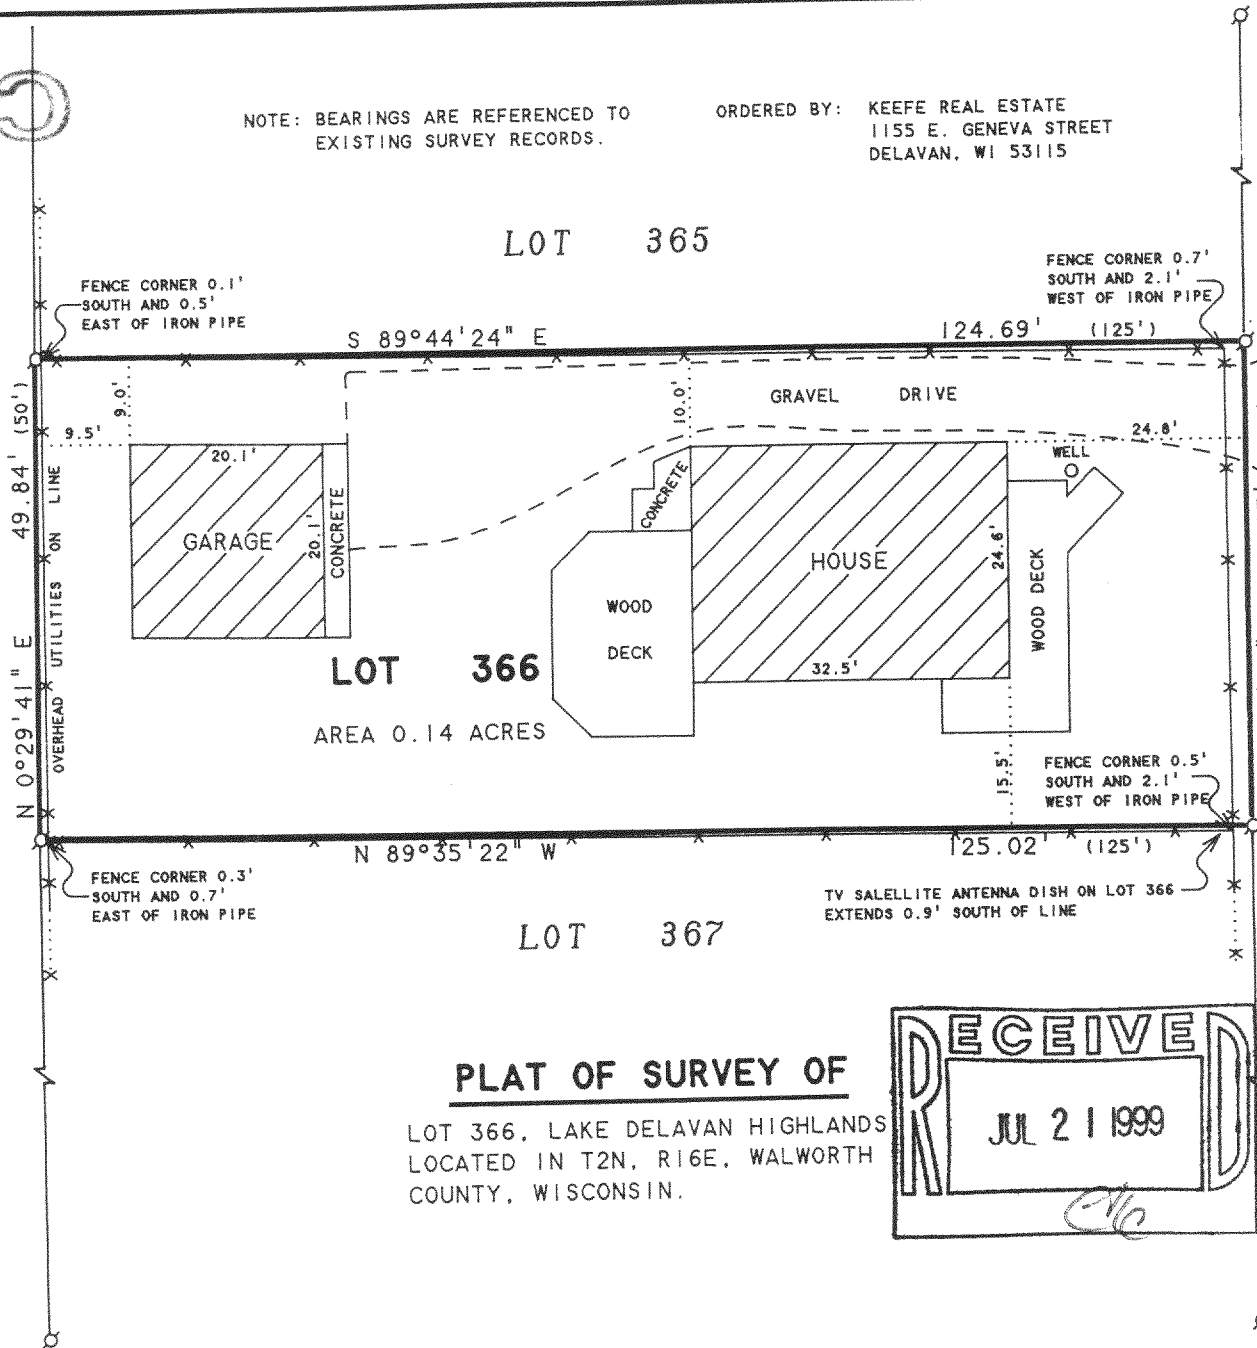 NOTE: BEARINGS ARE REFERENCED TO
EXISTING SURVEY RECORDS.
ORDERED BY: KEEFE REAL ESTATE
1155 E. GENEVA STREET
DELAVAN, WI 53115
LOT 365
FENCE CORNER 0.1'
SOUTH AND 0.5'
EAST OF IRON PIPE
FENCE CORNER 0.7'
SOUTH AND 2.1'
WEST OF IRON PIPE
S 89°44'24" E
124.69' (125')
N 0°29'41" E 49.84' (50')
OVERHEAD UTILITIES ON LINE
9.0'
9.5'
20.1'
20.1'
GARAGE
CONCRETE
10.0'
GRAVEL DRIVE
24.8'
WELL
CONCRETE
HOUSE
24.6'
32.5'
WOOD
DECK
WOOD DECK
LOT 366
AREA 0.14 ACRES
15.5'
FENCE CORNER 0.5'
SOUTH AND 2.1'
WEST OF IRON PIPE
N 89°35'22" W
125.02' (125')
FENCE CORNER 0.3'
SOUTH AND 0.7'
EAST OF IRON PIPE
TV SALELLITE ANTENNA DISH ON LOT 366
EXTENDS 0.9' SOUTH OF LINE
LOT 367
PLAT OF SURVEY OF
LOT 366, LAKE DELAVAN HIGHLANDS
LOCATED IN T2N, R16E, WALWORTH
COUNTY, WISCONSIN.
RECEIVED
JUL 21 1999